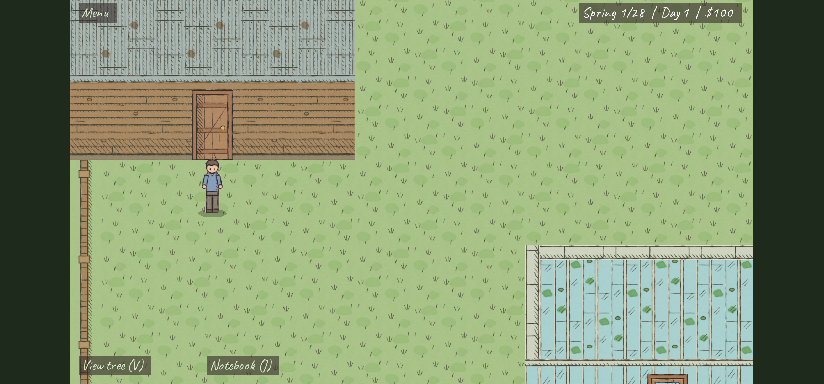 Menu
Spring 1/28 | Day 1 | $100
View tree (V)
Notebook (J)